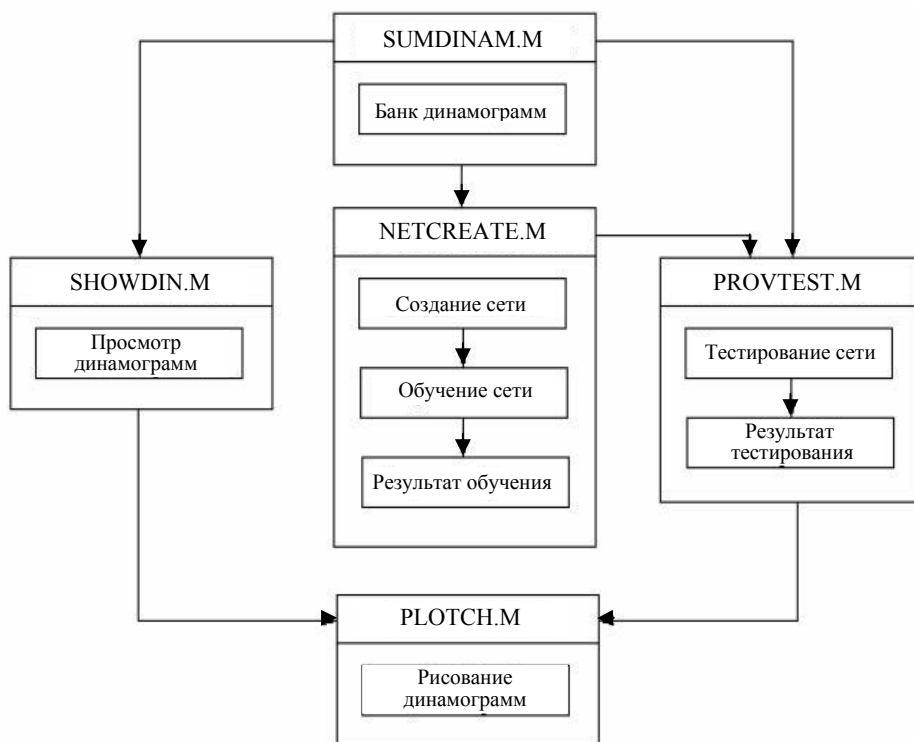 SUMDINAM.M
Банк динамограмм
NETCREATE.M
Создание сети
Обучение сети
Результат обучения
SHOWDIN.M
Просмотр
динамограмм
PROVTEST.M
Тестирование сети
Результат
тестирования
PLOTCH.M
Рисование
динамограмм